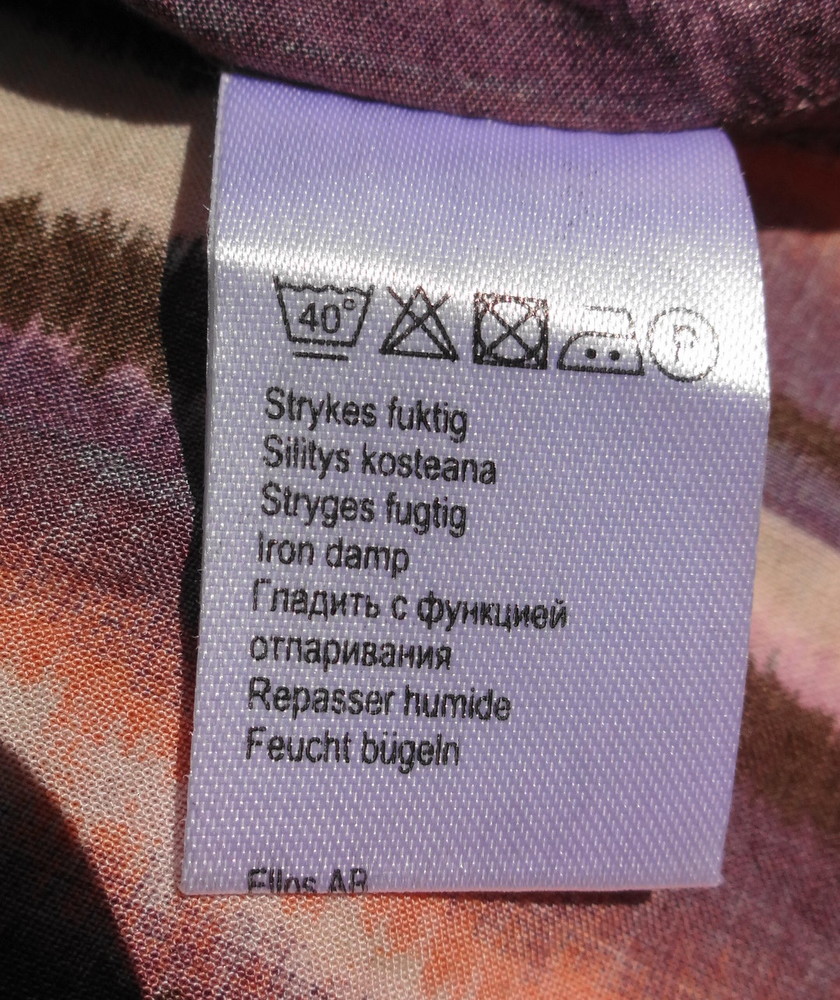 40°
P
Strykes fuktig
Silitys kosteana
Stryges fugtig
Iron damp
Гладить с функцией
отпаривания
Repasser humide
Feucht bügeln
Ellos AB